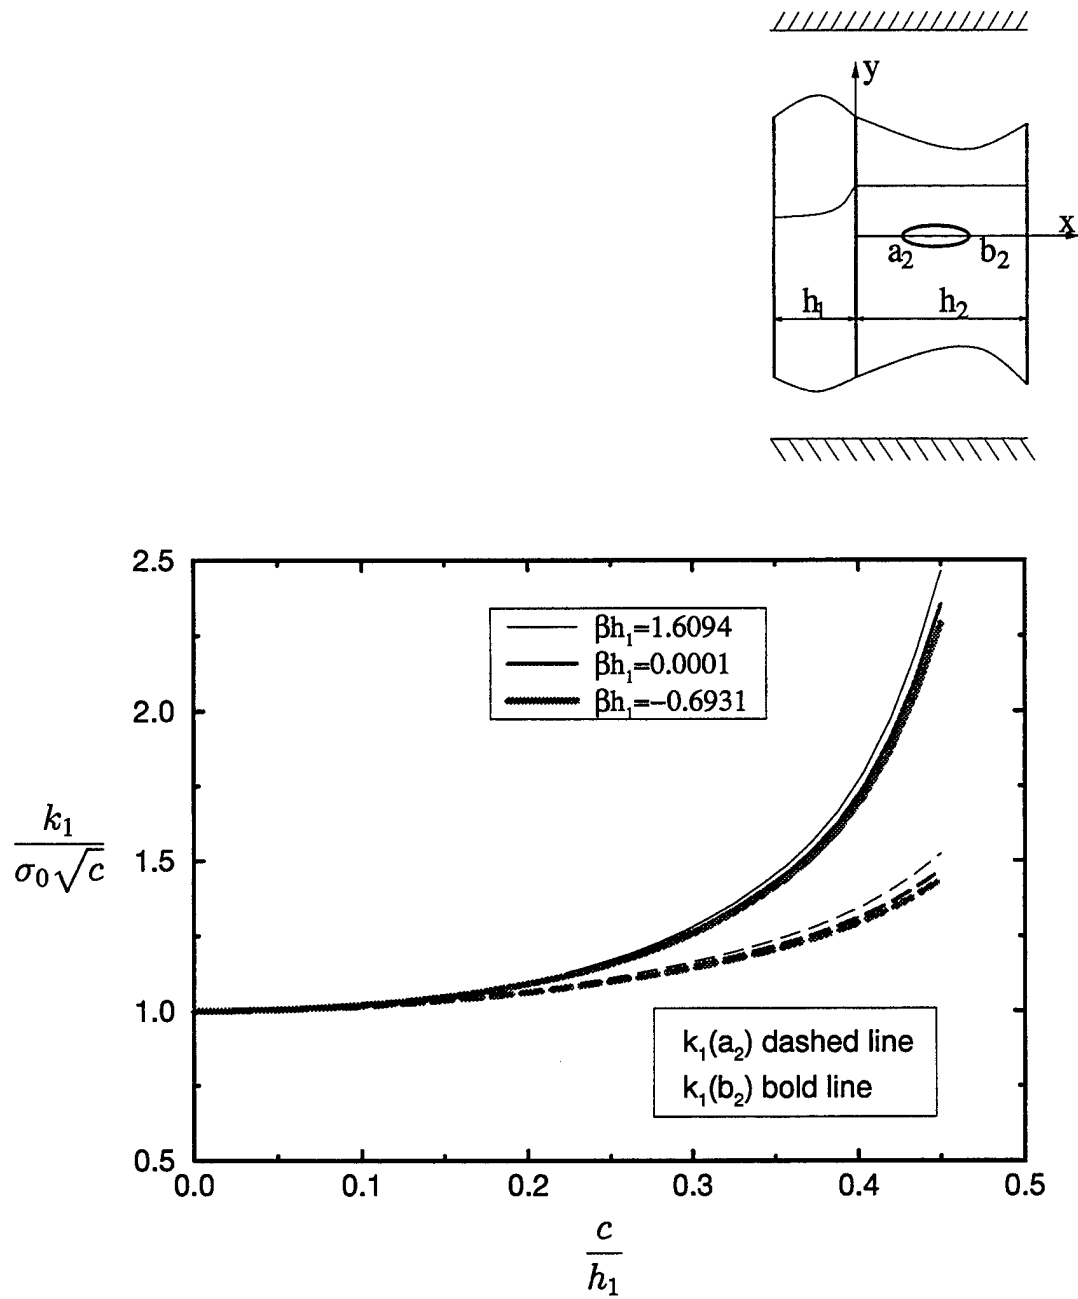 y
x
a₂ b₂
h₁ h₂
2.5
2.0
1.5
1.0
0.5
k₁
σ₀√c
βh₁=1.6094
βh₁=0.0001
βh₁=−0.6931
k₁(a₂) dashed line
k₁(b₂) bold line
0.0 0.1 0.2 0.3 0.4 0.5
c
h₁